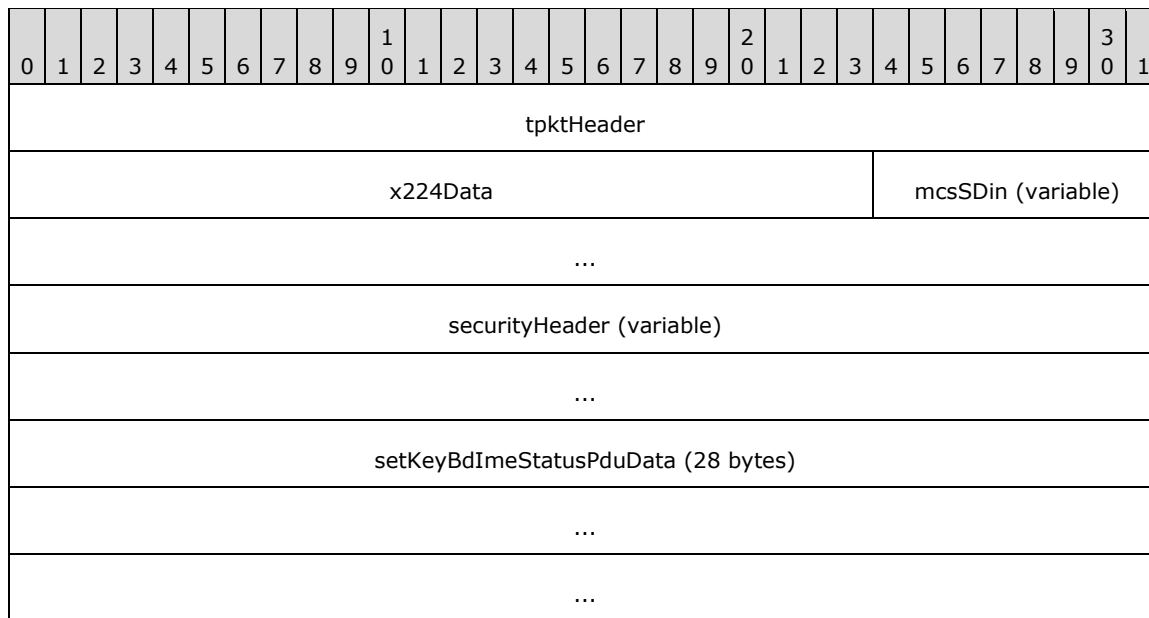 1 2 3
0 1 2 3 4 5 6 7 8 9 0 1 2 3 4 5 6 7 8 9 0 1 2 3 4 5 6 7 8 9 0 1
tpktHeader
x224Data mcsSDin (variable)
...
securityHeader (variable)
...
setKeyBdImeStatusPduData (28 bytes)
...
...